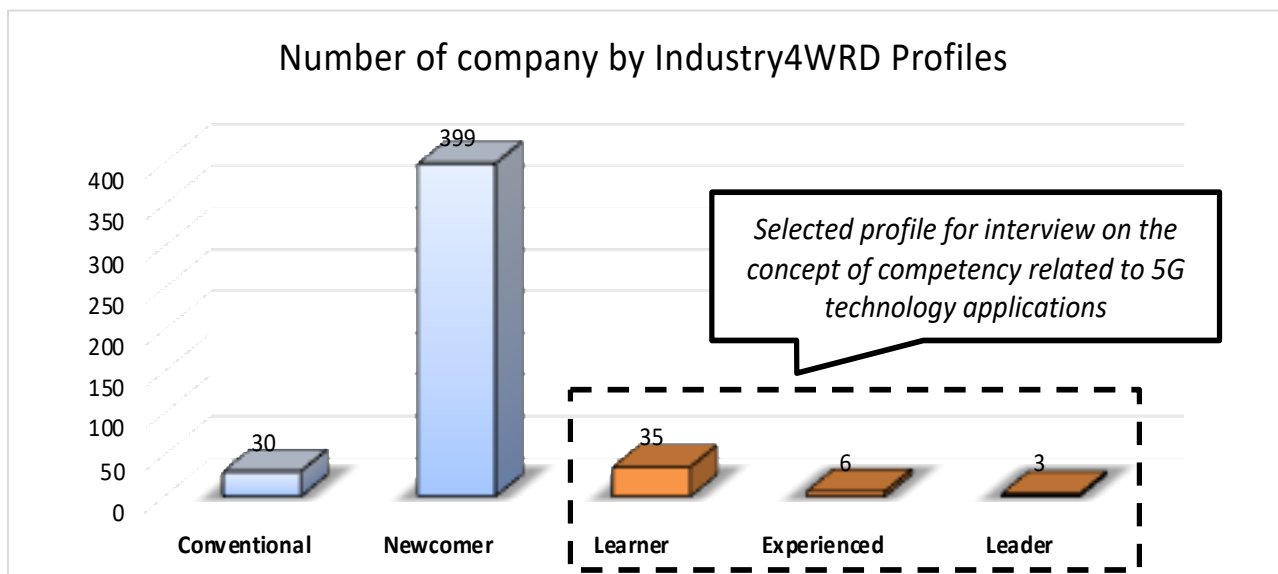 Number of company by Industry4WRD Profiles
399
400
350
300
250
200
150
100
50
0
Selected profile for interview on the
concept of competency related to 5G
technology applications
30
35
6
3
Conventional
Newcomer
Learner
Experienced
Leader